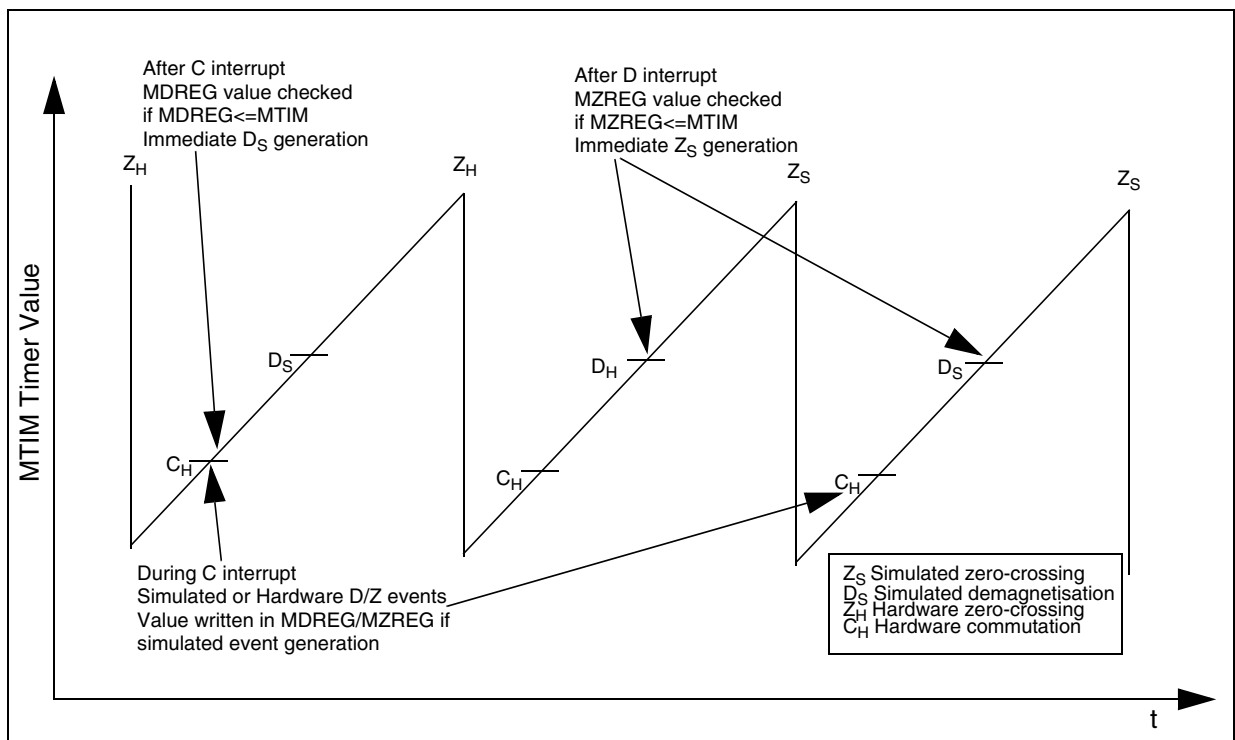 After C interrupt
MDREG value checked
if MDREG<=MTIM
Immediate DS generation
After D interrupt
MZREG value checked
if MZREG<=MTIM
Immediate ZS generation
ZH
ZH
ZS
ZS
MTIM Timer Value
DS
DH
DS
CH
CH
CH
During C interrupt
Simulated or Hardware D/Z events
Value written in MDREG/MZREG if
simulated event generation
ZS Simulated zero-crossing
DS Simulated demagnetisation
ZH Hardware zero-crossing
CH Hardware commutation
t